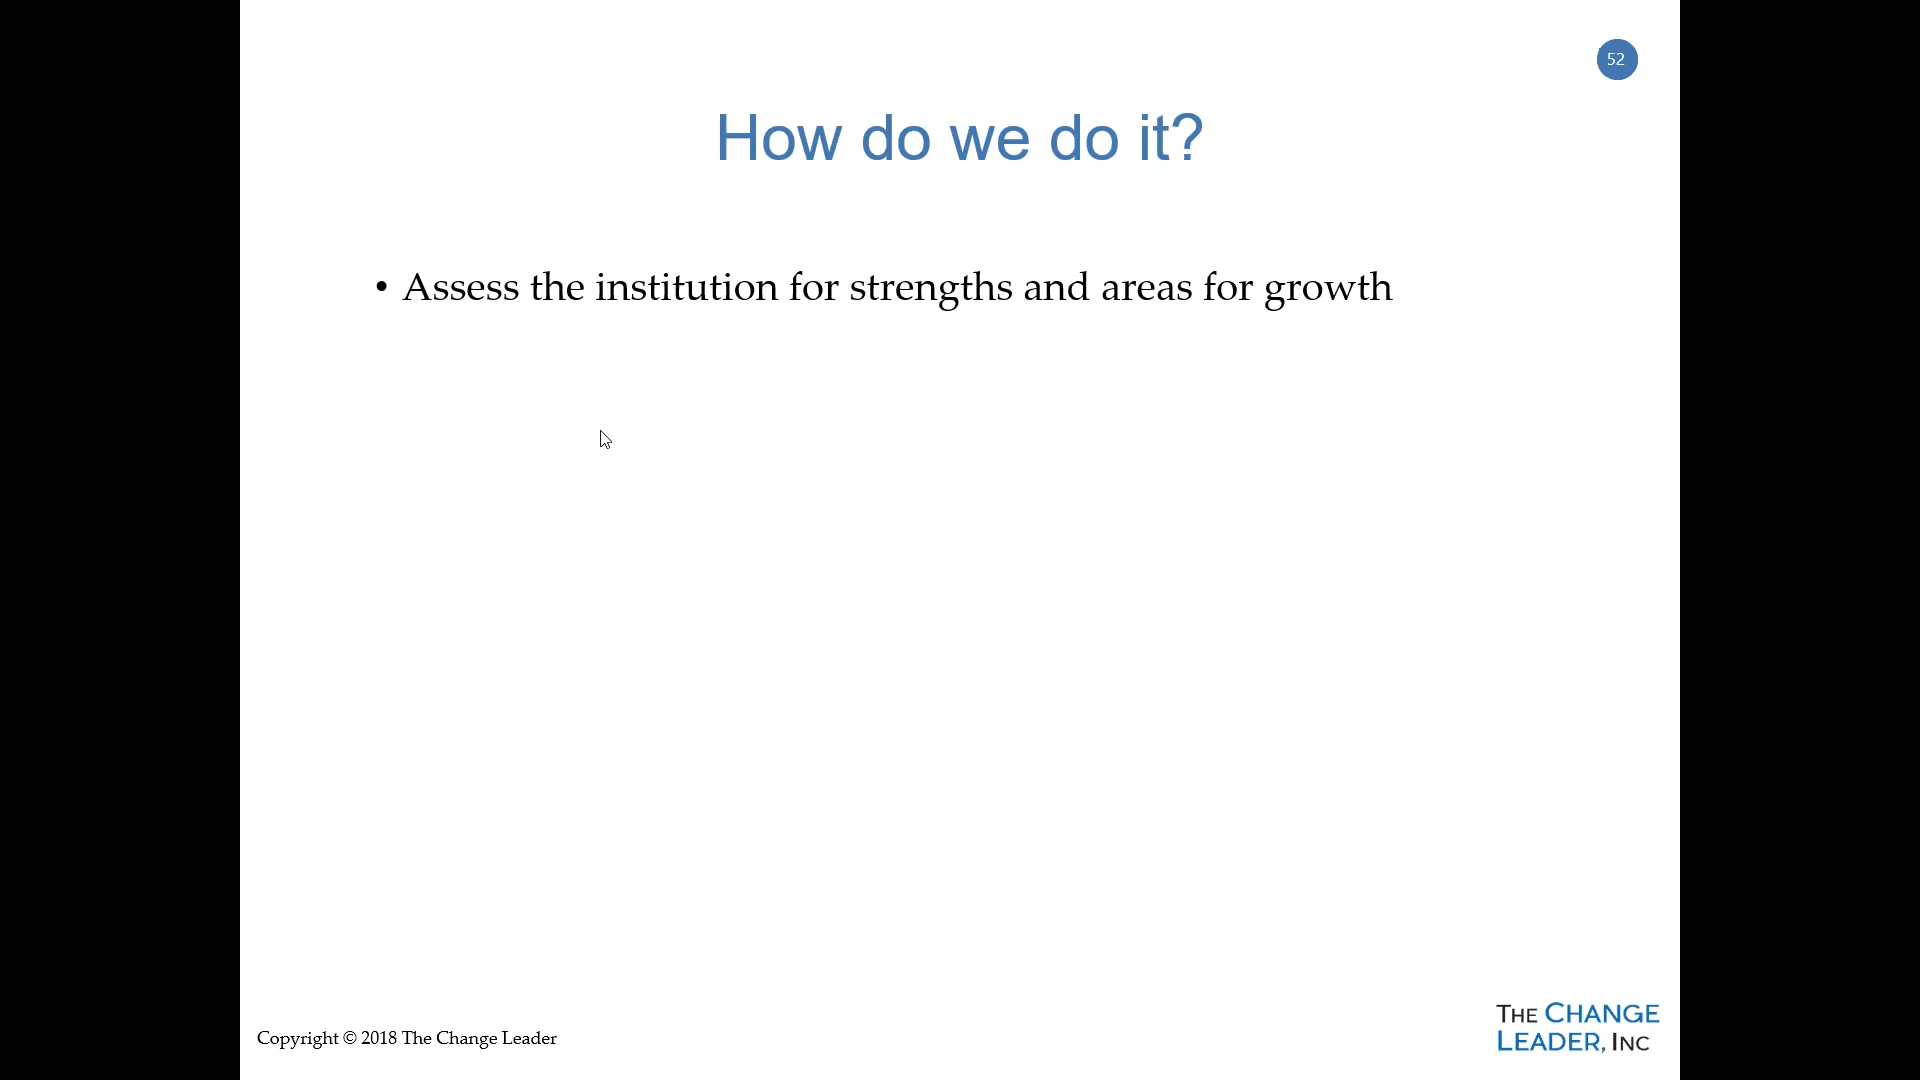 52
How do we do it?
• Assess the institution for strengths and areas for growth
Copyright © 2018 The Change Leader
THE CHANGE
LEADER, INC